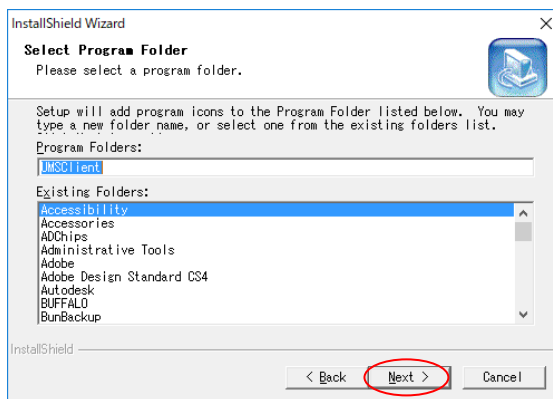 InstallShield Wizard
Select Program Folder
Please select a program folder.
Setup will add program icons to the Program Folder listed below. You may
type a new folder name, or select one from the existing folders list.
Program Folders:
UMSClient
Existing Folders:
Accessibility
Accessories
ADChips
Administrative Tools
Adobe
Adobe Design Standard CS4
Autodesk
BUFFALO
BunBackup
InstallShield
< Back
Next >
Cancel